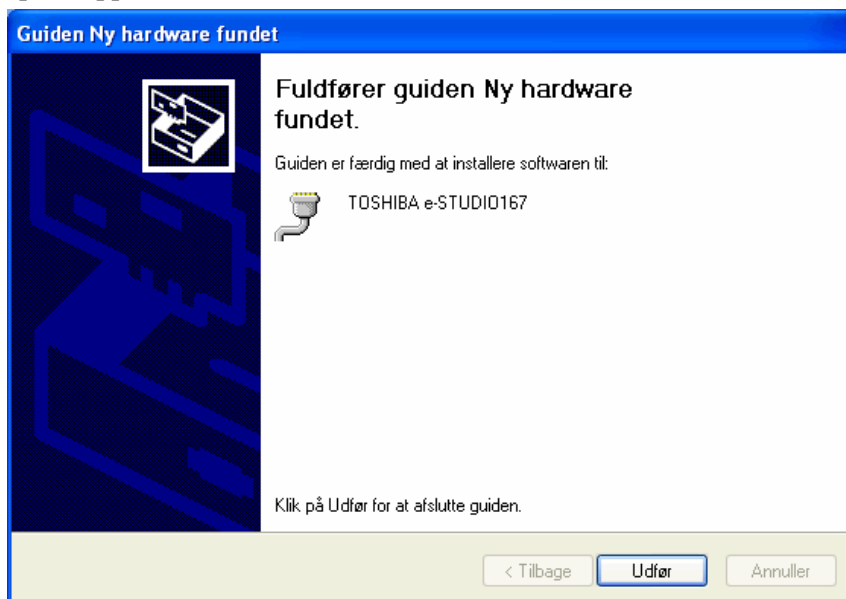 Guiden Ny hardware fundet
Fuldfører guiden Ny hardware
fundet.
Guiden er færdig med at installere softwaren til:
TOSHIBA e-STUDIO167
Klik på Udfør for at afslutte guiden.
< Tilbage
Udfør
Annuller